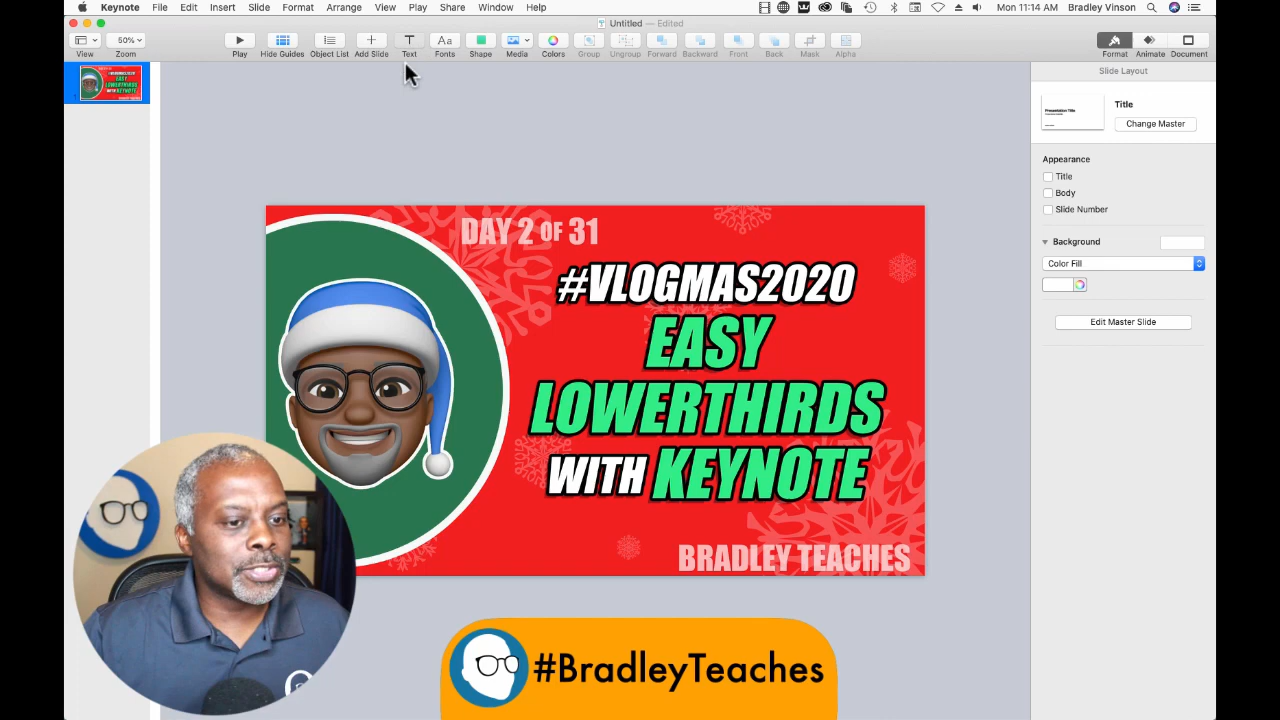 Keynote File Edit Insert Slide Format Arrange View Play Share Window Help
Mon 11:14 AM Bradley Vinson
Untitled — Edited
50%
View Zoom Play Hide Guides Object List Add Slide Text Fonts Shape Media Colors Group Ungroup Forward Backward Front Back Mask Alpha Format Animate Document
Slide Layout
Title
Change Master
Appearance
Title
Body
Slide Number
Background
Color Fill
Edit Master Slide
DAY 2 OF 31
#VLOGMAS2020
EASY
LOWERTHIRDS
WITH KEYNOTE
BRADLEY TEACHES
#BradleyTeaches